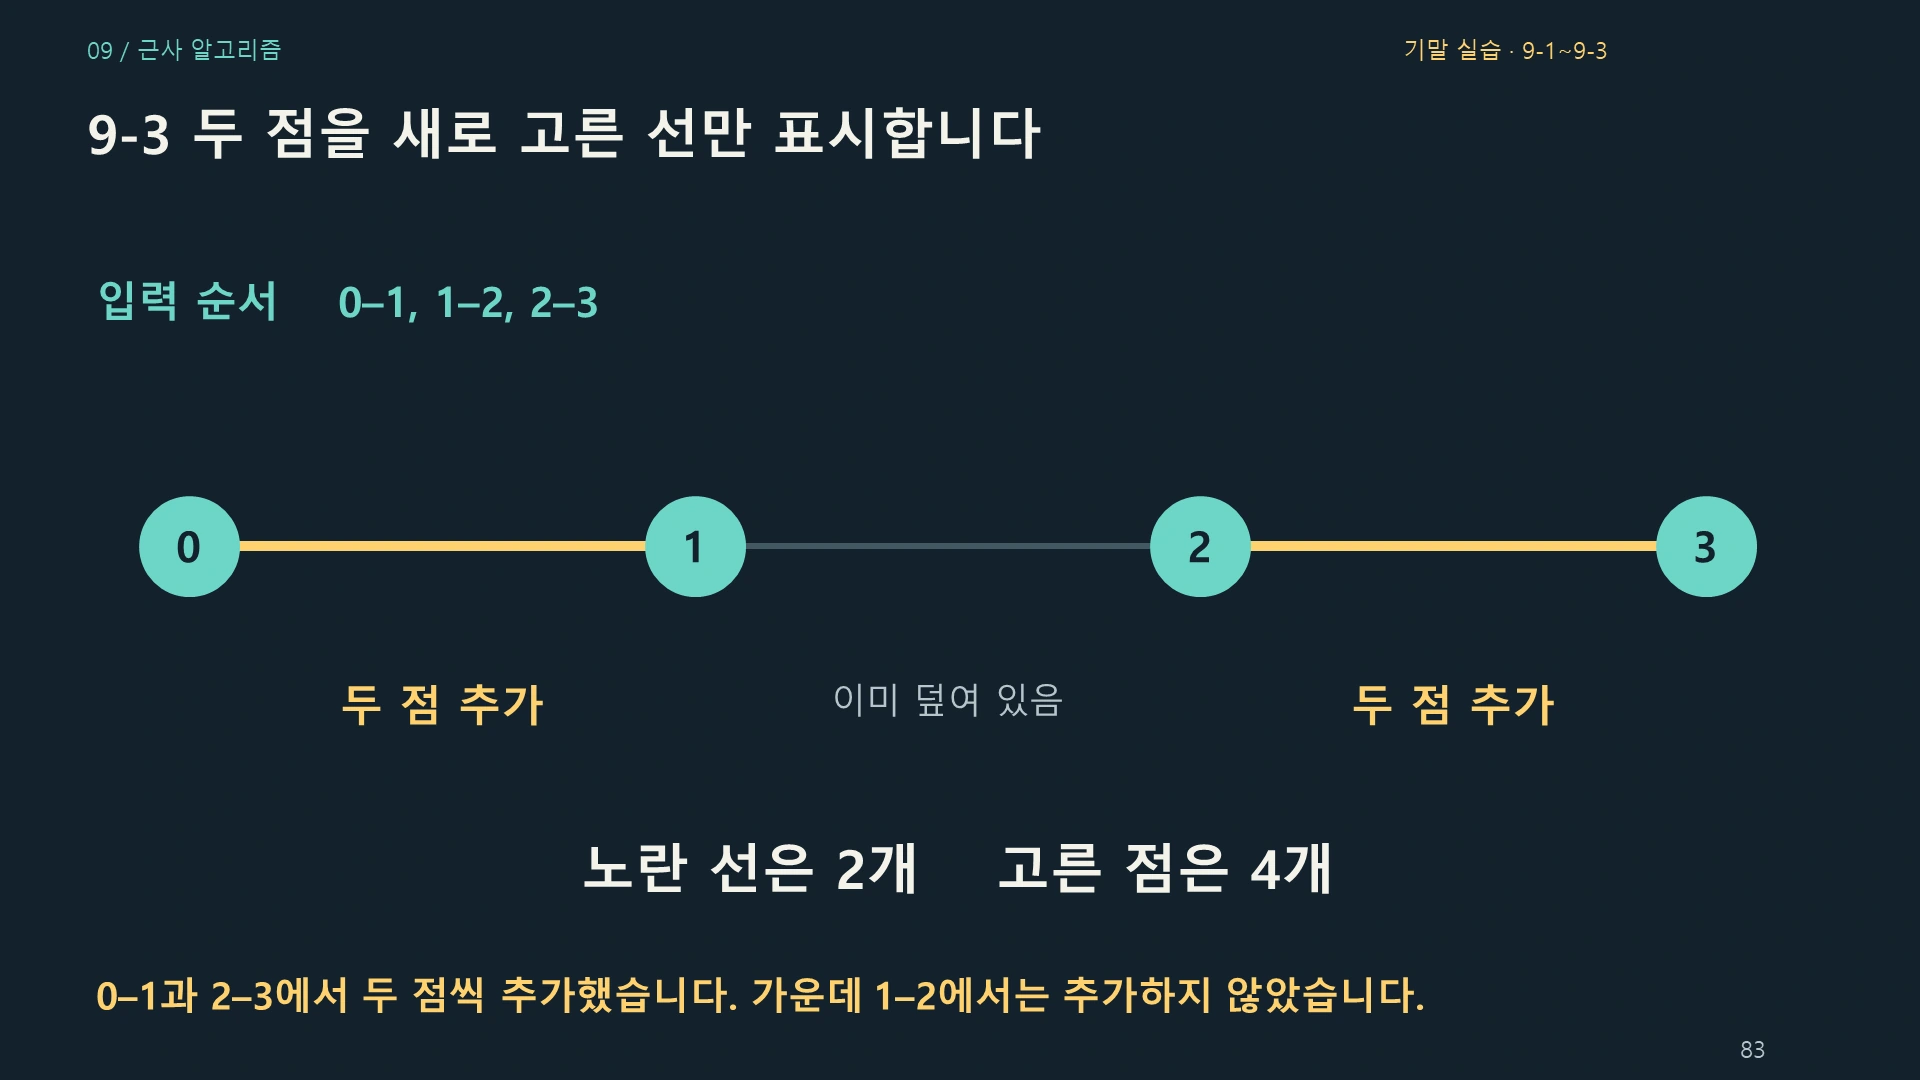 09 / 근사 알고리즘
기말 실습 · 9-1~9-3
9-3 두 점을 새로 고른 선만 표시합니다
입력 순서 0–1, 1–2, 2–3
0 1 2 3
두 점 추가 이미 덮여 있음 두 점 추가
노란 선은 2개 고른 점은 4개
0–1과 2–3에서 두 점씩 추가했습니다. 가운데 1–2에서는 추가하지 않았습니다.
83